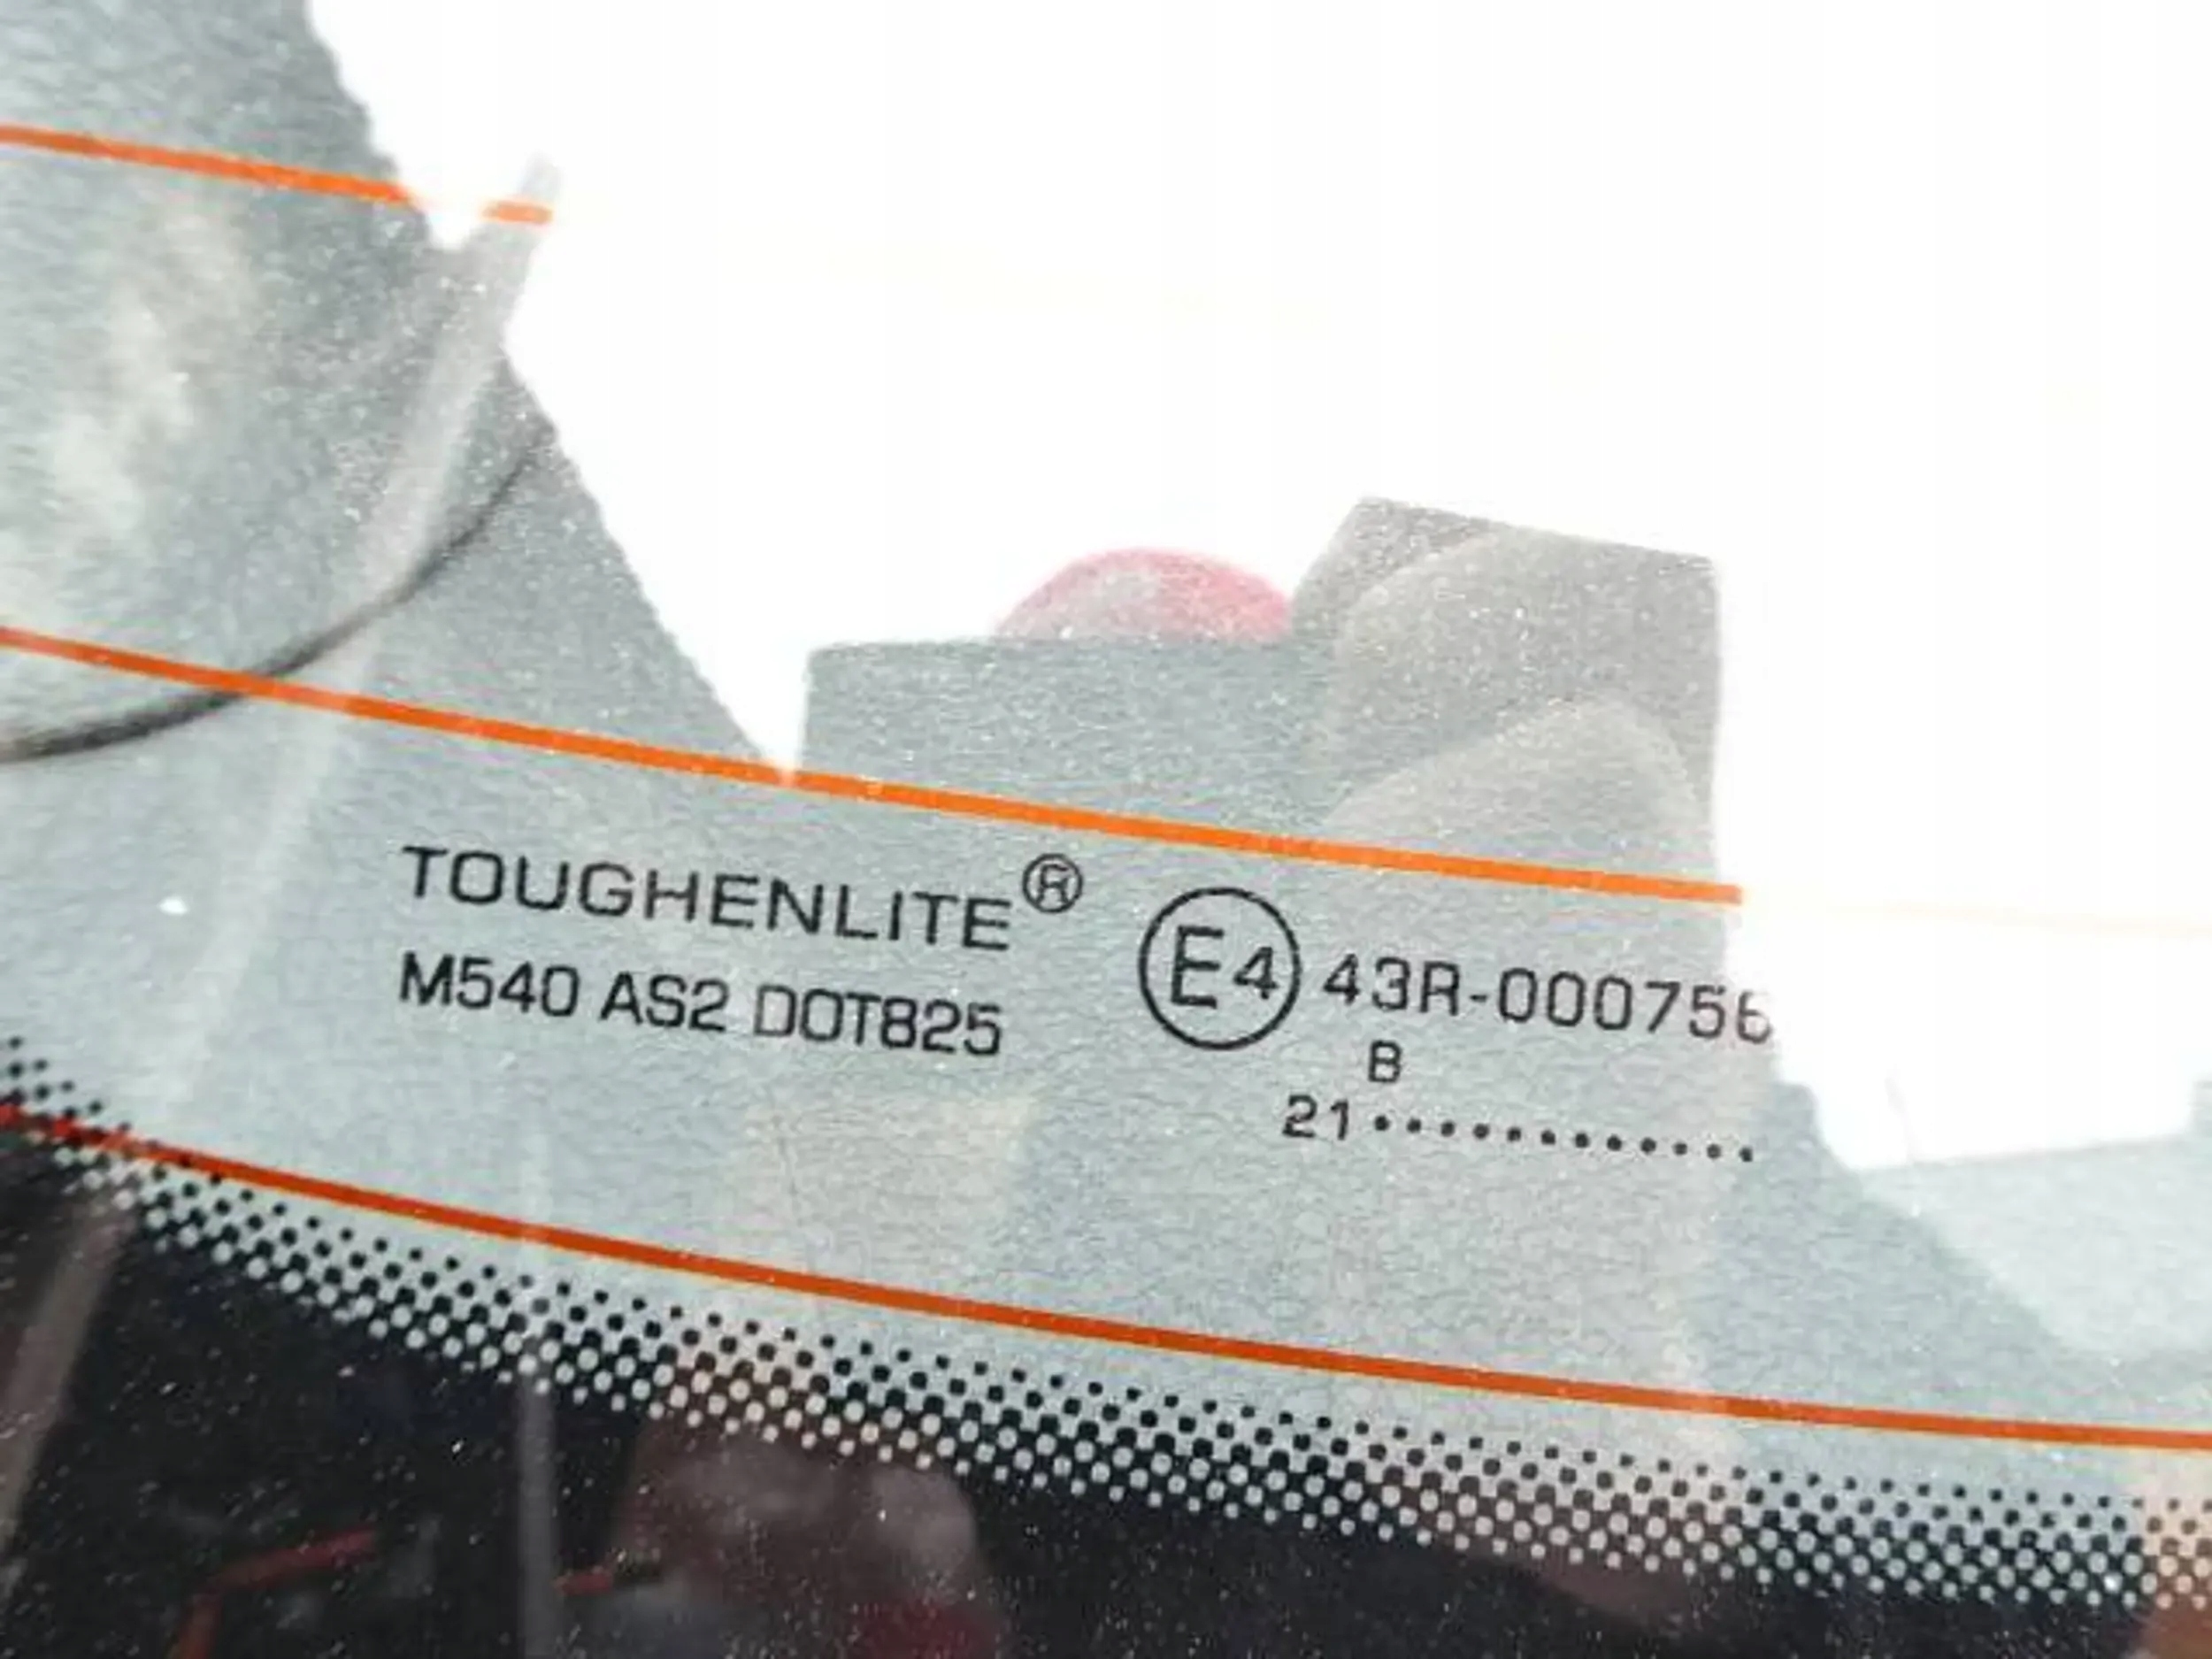 TOUGHENLITE®
M540 AS2 DOT825
E4 43R-000756
B
21............